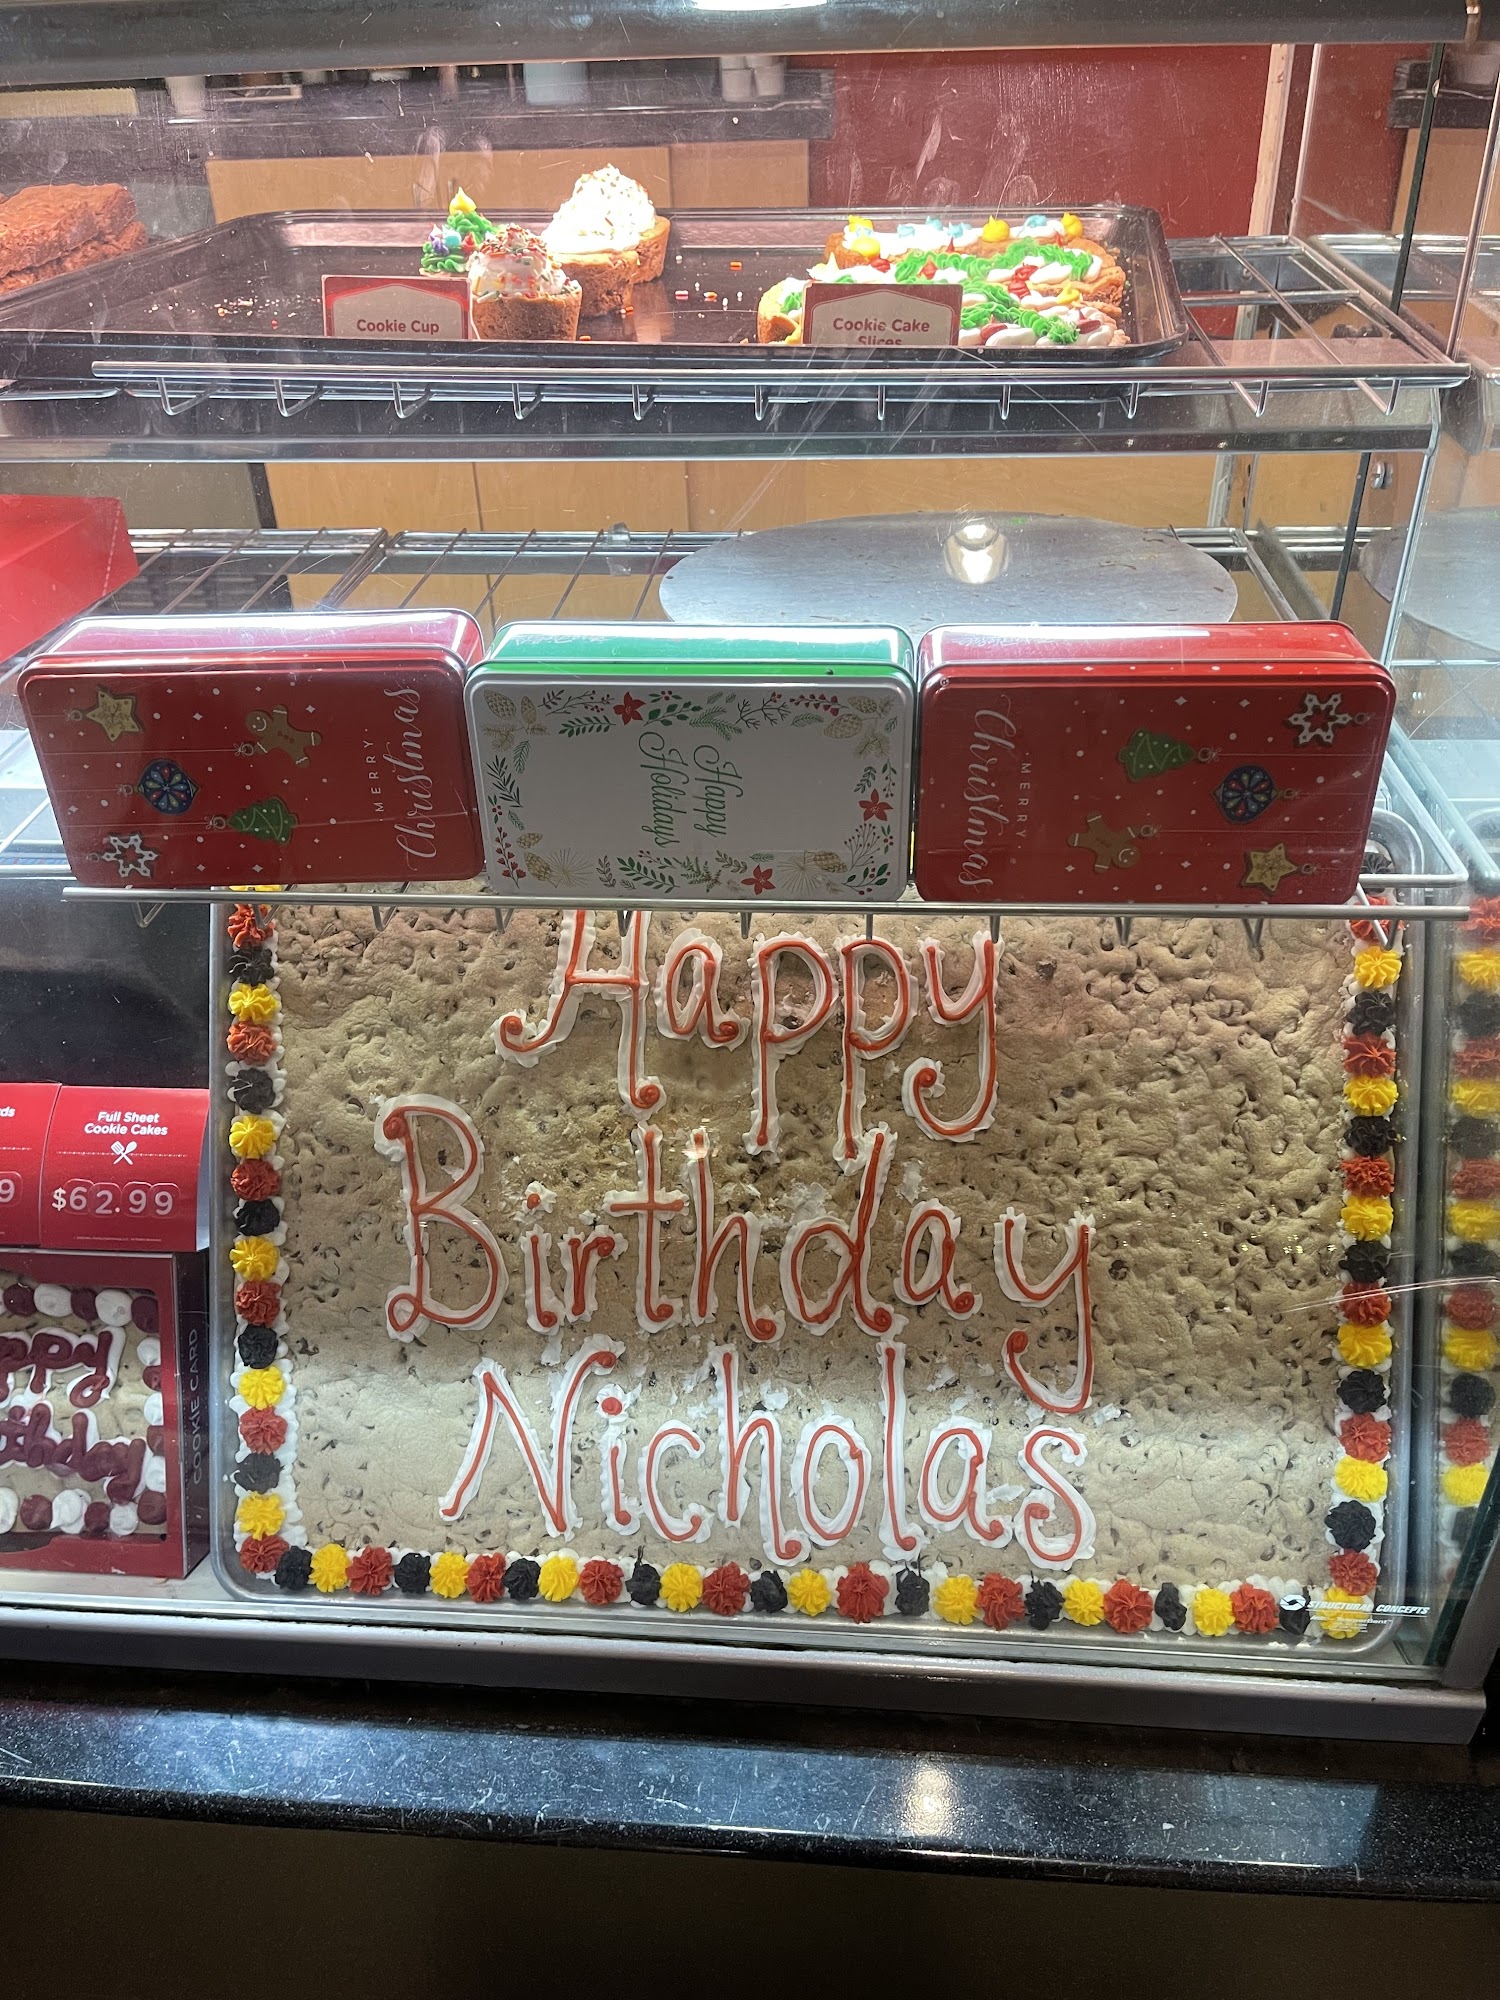 Cookie Cup
Cookie Cake
Slices
MERRY
Christmas
Happy
Holidays
MERRY
Christmas
Happy
Birthday
Nicholas
Full Sheet
Cookie Cakes
$62.99
COOKIE CARD
STRUCTURAL CONCEPTS